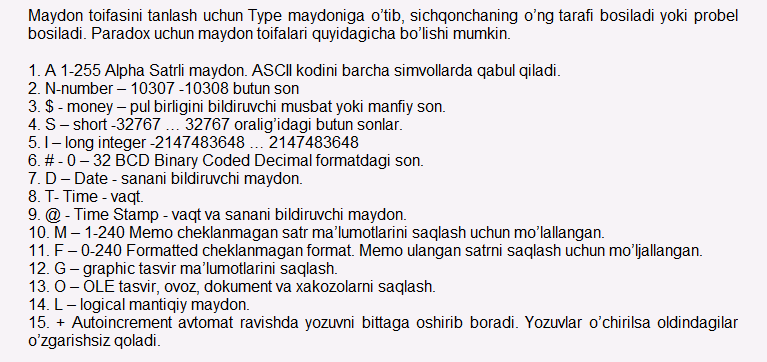 Maydon toifasini tanlash uchun Type maydoniga o’tib, sichqonchaning o’ng tarafi bosiladi yoki probel
bosiladi. Paradox uchun maydon toifalari quyidagicha bo’lishi mumkin.
1. A 1-255 Alpha Satrli maydon. ASCII kodini barcha simvollarda qabul qiladi.
2. N-number – 10307 -10308 butun son
3. $ - money – pul birligini bildiruvchi musbat yoki manfiy son.
4. S – short -32767 … 32767 oralig’idagi butun sonlar.
5. I – long integer -2147483648 … 2147483648
6. # - 0 – 32 BCD Binary Coded Decimal formatdagi son.
7. D – Date - sanani bildiruvchi maydon.
8. T- Time - vaqt.
9. @ - Time Stamp - vaqt va sanani bildiruvchi maydon.
10. M – 1-240 Memo cheklanmagan satr ma’lumotlarini saqlash uchun mo’lallangan.
11. F – 0-240 Formatted cheklanmagan format. Memo ulangan satrni saqlash uchun mo’ljallangan.
12. G – graphic tasvir ma’lumotlarini saqlash.
13. O – OLE tasvir, ovoz, dokument va xakozolarni saqlash.
14. L – logical mantiqiy maydon.
15. + Autoincrement avtomat ravishda yozuvni bittaga oshirib boradi. Yozuvlar o’chirilsa oldindagilar
o’zgarishsiz qoladi.